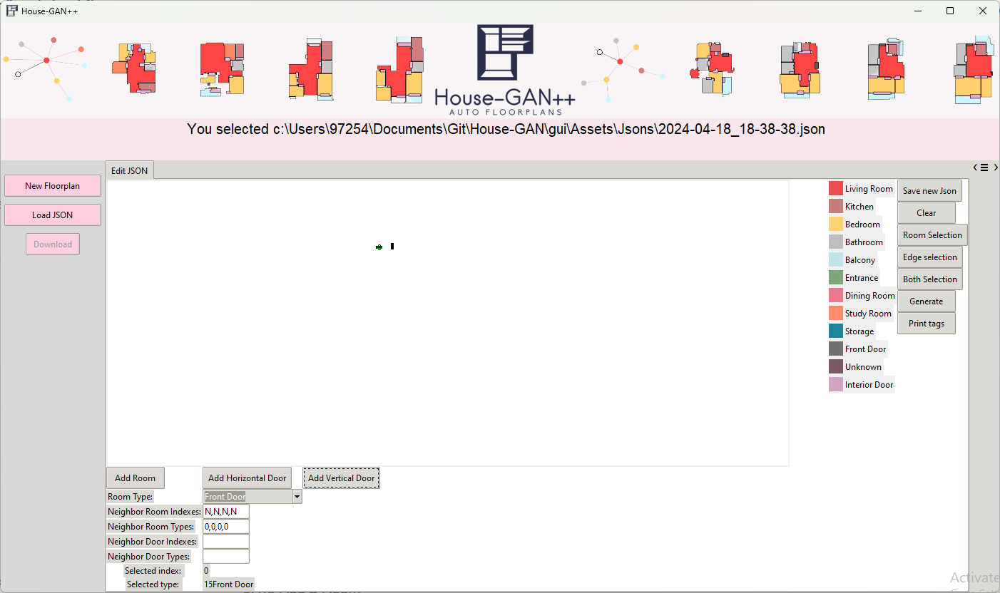 House-GAN++
House-GAN++
AUTO FLOORPLANS
You selected c:\Users\97254\Documents\Git\House-GAN\gui\Assets\Jsons\2024-04-18_18-38-38.json
Edit JSON
New Floorplan
Load JSON
Download
Living Room
Kitchen
Bedroom
Bathroom
Balcony
Entrance
Dining Room
Study Room
Storage
Front Door
Unknown
Interior Door
Save new Json
Clear
Room Selection
Edge selection
Both Selection
Generate
Print tags
Add Room
Add Horizontal Door
Add Vertical Door
Room Type:
Front Door
Neighbor Room Indexes:
N,N,N,N
Neighbor Room Types:
0,0,0,0
Neighbor Door Indexes:
Neighbor Door Types:
Selected index:
0
Selected type:
15Front Door
Activate